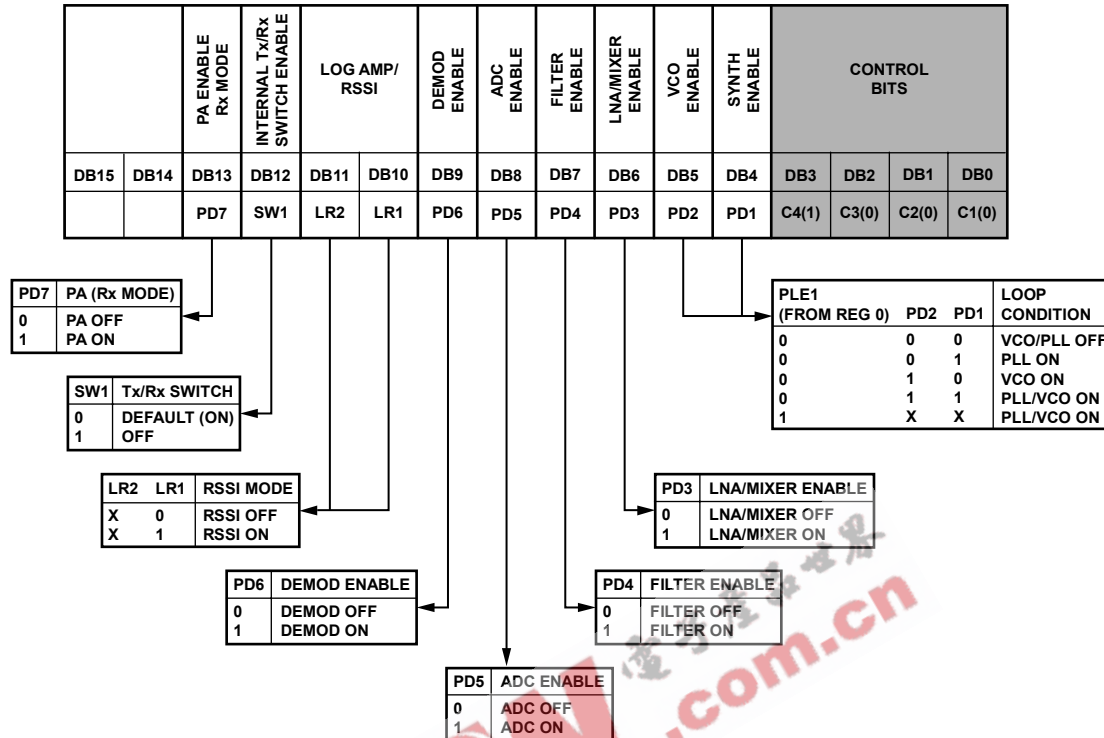 PA ENABLE
Rx MODE
INTERNAL Tx/Rx
SWITCH ENABLE
LOG AMP/
RSSI
DEMOD
ENABLE
ADC
ENABLE
FILTER
ENABLE
LNA/MIXER
ENABLE
VCO
ENABLE
SYNTH
ENABLE
CONTROL
BITS
DB15 DB14 DB13 DB12 DB11 DB10 DB9 DB8 DB7 DB6 DB5 DB4 DB3 DB2 DB1 DB0
PD7 SW1 LR2 LR1 PD6 PD5 PD4 PD3 PD2 PD1 C4(1) C3(0) C2(0) C1(0)
PD7 PA (Rx MODE)
0 PA OFF
1 PA ON
PLE1
(FROM REG 0) PD2 PD1 LOOP
CONDITION
0 0 0 VCO/PLL OFF
0 0 1 PLL ON
0 1 0 VCO ON
0 1 1 PLL/VCO ON
1 X X PLL/VCO ON
SW1 Tx/Rx SWITCH
0 DEFAULT (ON)
1 OFF
LR2 LR1 RSSI MODE
X 0 RSSI OFF
X 1 RSSI ON
PD3 LNA/MIXER ENABLE
0 LNA/MIXER OFF
1 LNA/MIXER ON
PD6 DEMOD ENABLE
0 DEMOD OFF
1 DEMOD ON
PD4 FILTER ENABLE
0 FILTER OFF
1 FILTER ON
PD5 ADC ENABLE
0 ADC OFF
1 ADC ON
电子产品世界
.com.cn